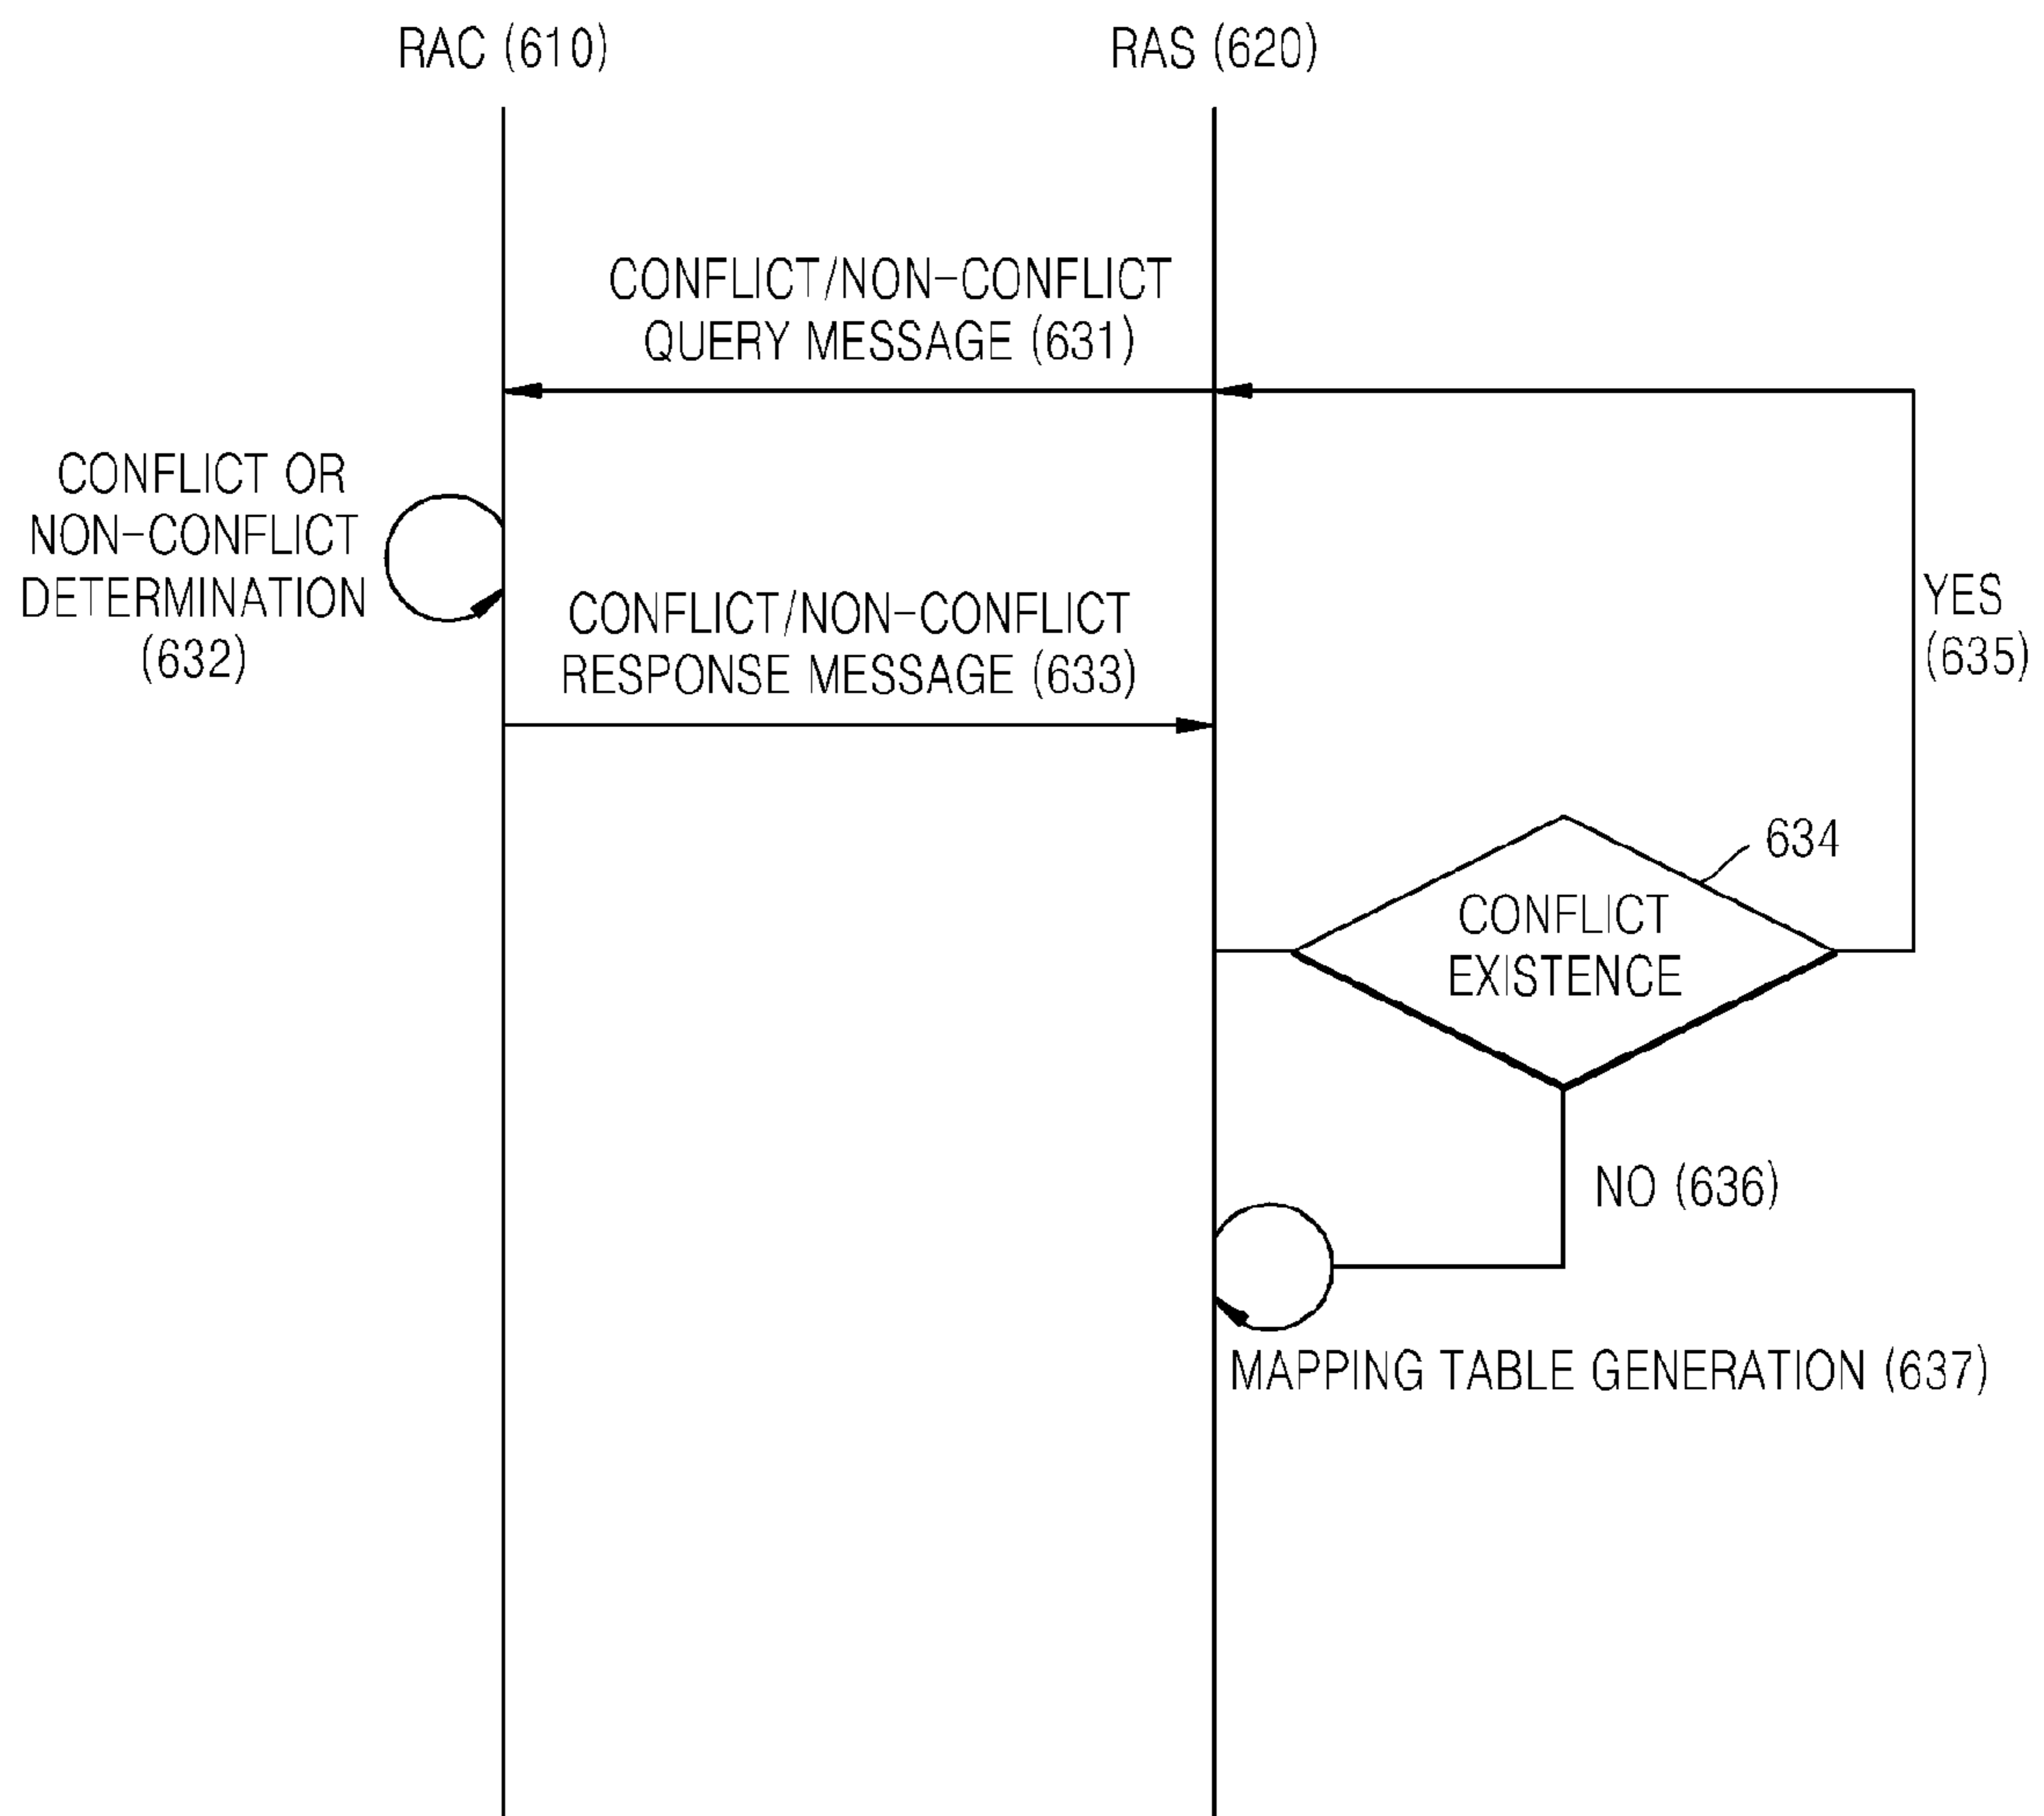 RAC (610)
RAS (620)
CONFLICT/NON-CONFLICT
QUERY MESSAGE (631)
CONFLICT OR
NON-CONFLICT
DETERMINATION
(632)
CONFLICT/NON-CONFLICT
RESPONSE MESSAGE (633)
YES
(635)
634
CONFLICT
EXISTENCE
NO (636)
MAPPING TABLE GENERATION (637)